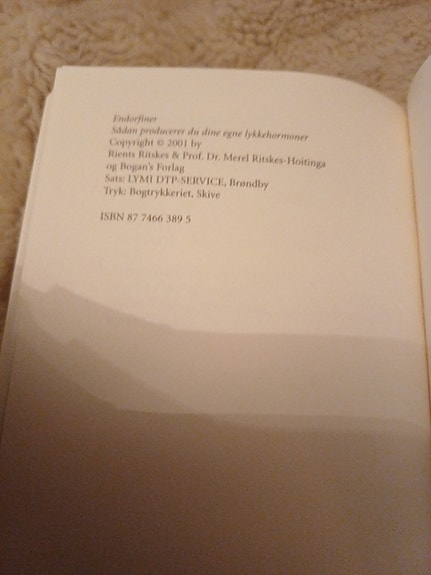 Endorfiner
Sådan producerer du dine egne lykkehormoner
Copyright © 2001 by
Rients Ritskes & Prof. Dr. Merel Ritskes-Hoitinga
og Bogan's Forlag
Sats: LYMI DTP-SERVICE, Brøndby
Tryk: Bogtrykkeriet, Skive
ISBN 87 7466 389 5